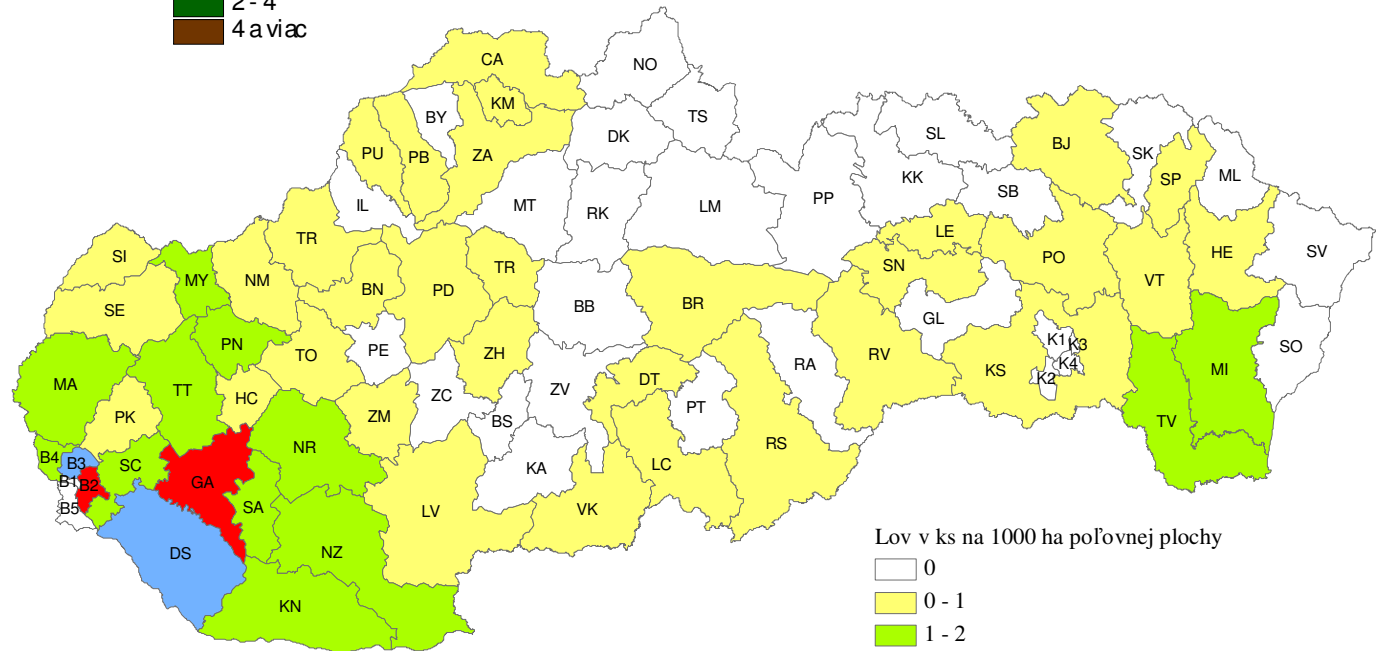 2 - 4
4 a viac
CA
NO
KM
BY
TS
DK
SL
PU
PB
ZA
BJ
SK
SP
ML
KK
SB
IL
MT
RK
LM
PP
TR
LE
SI
SN
PO
HE
SV
MY
NM
BN
PD
TR
VT
SE
BB
BR
GL
PN
TO
PE
ZH
RV
K1
K3
SO
MA
TT
HC
ZC
ZV
DT
RA
KS
K4
K2
MI
PK
ZM
BS
PT
TV
B4
B3
SC
NR
RS
B1
B2
GA
KA
LC
B5
SA
LV
VK
DS
NZ
KN
Lov v ks na 1000 ha poľovnej plochy
0
0 - 1
1 - 2